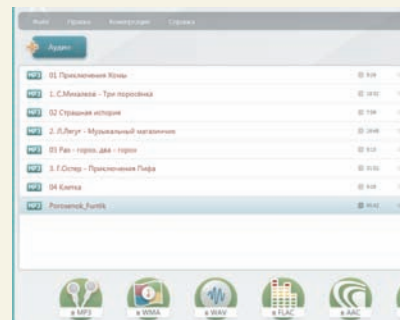 Файл Правка Конвертация Справка
Аудио
MP3 01 Приключения Хомы
MP3 1. С.Михалков - Три поросёнка
MP3 02 Страшная история
MP3 2. Л.Лагут - Музыкальный магазинчик
MP3 03 Раз - горох, два - горох
MP3 3. Г.Остер - Приключения Пифа
MP3 04 Клетка
MP3 Porosenok_Funtik
в MP3 в WMA в WAV в FLAC в AAC